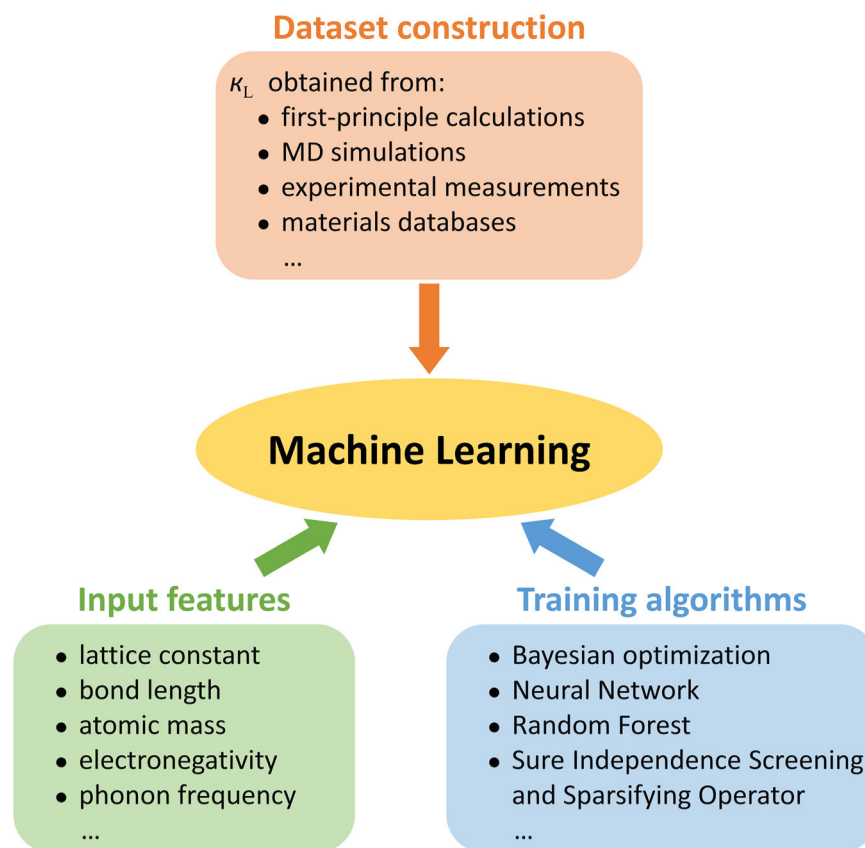 Dataset construction
κL obtained from:
• first-principle calculations
• MD simulations
• experimental measurements
• materials databases
...
Machine Learning
Input features
• lattice constant
• bond length
• atomic mass
• electronegativity
• phonon frequency
...
Training algorithms
• Bayesian optimization
• Neural Network
• Random Forest
• Sure Independence Screening
and Sparsifying Operator
...